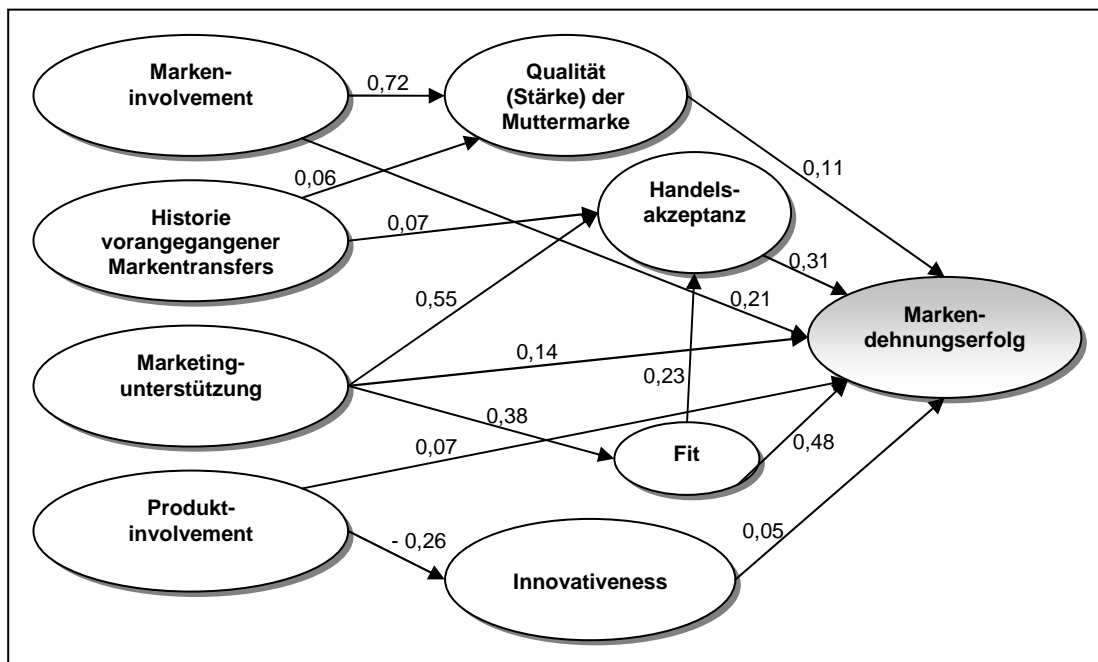 Marken-
involvement
0,72
Qualität
(Stärke) der
Muttermarke
0,06
0,11
Handels-
akzeptanz
Historie
vorangegangener
Markentransfers
0,07
0,31
0,55
0,21
Marken-
dehnungserfolg
Marketing-
unterstützung
0,14
0,23
0,38
0,07
Fit
0,48
Produkt-
involvement
- 0,26
0,05
Innovativeness